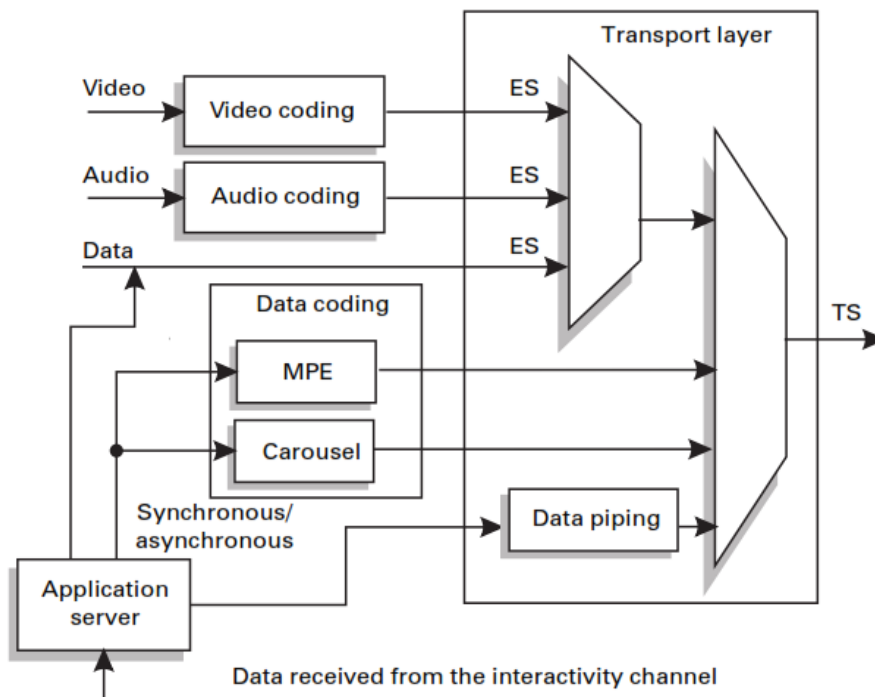 Transport layer
Video
Video coding
ES
Audio
Audio coding
ES
Data
ES
Data coding
MPE
TS
Carousel
Synchronous/
asynchronous
Data piping
Application
server
Data received from the interactivity channel